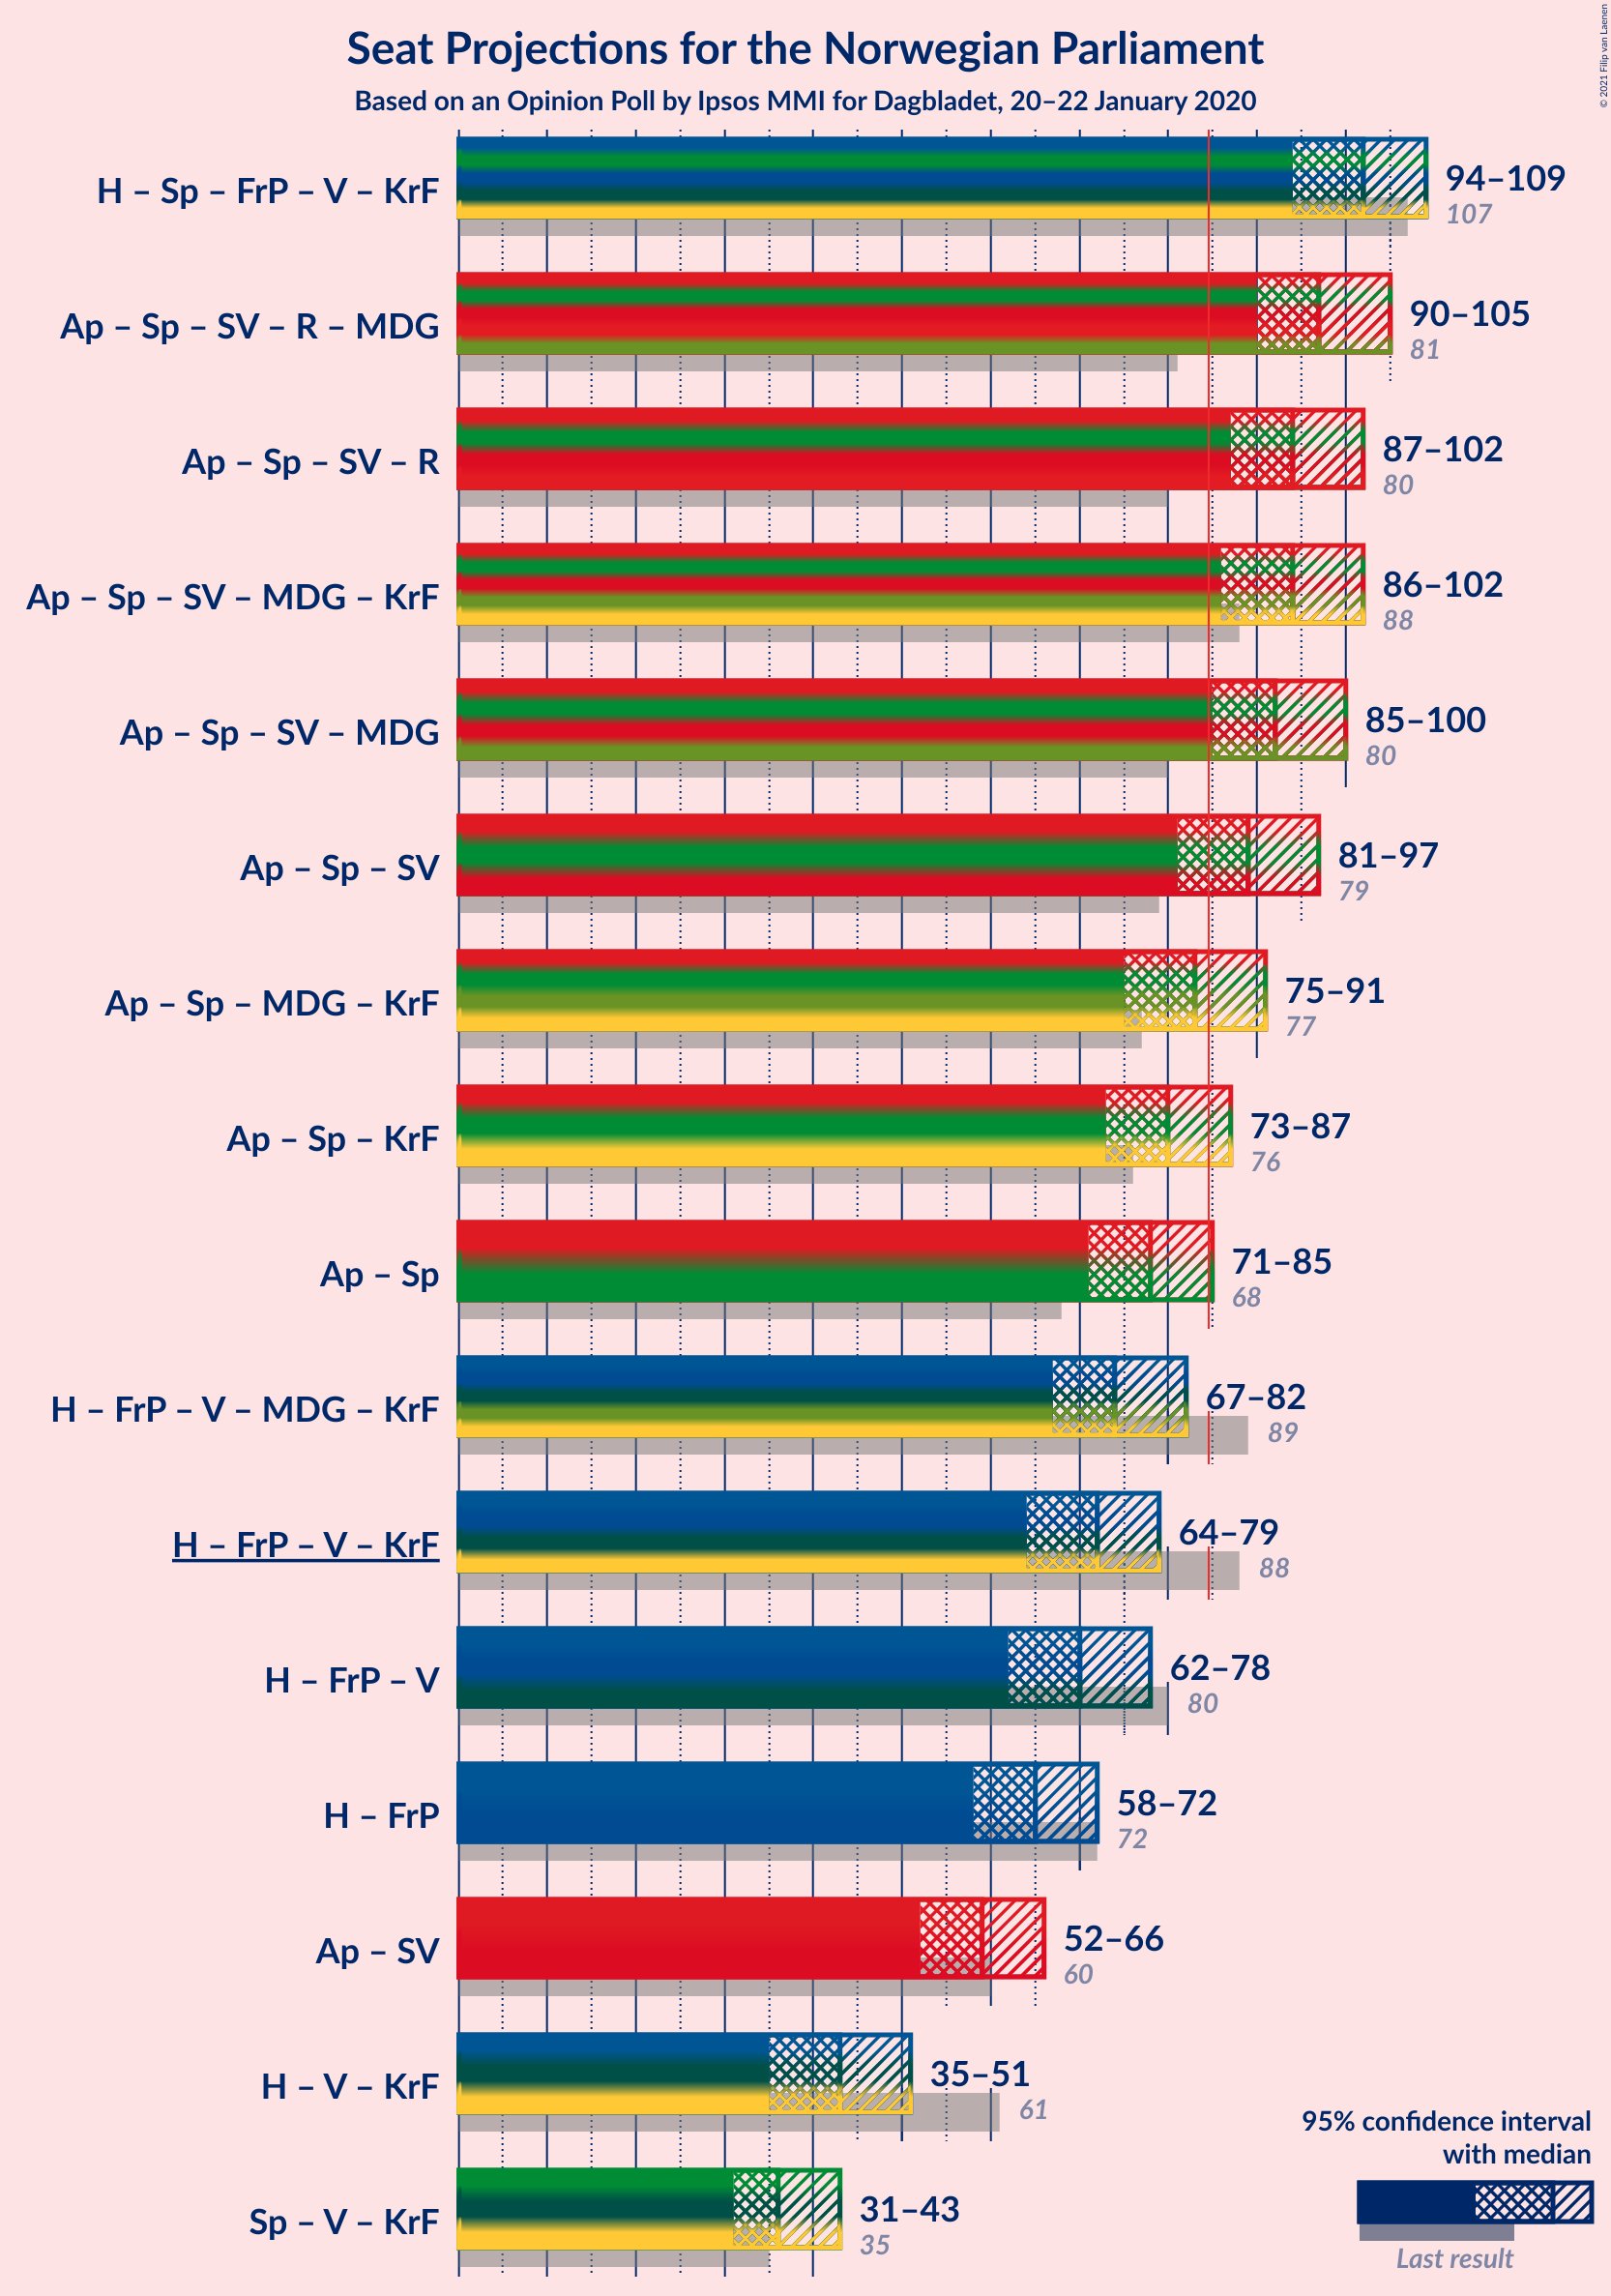 Seat Projections for the Norwegian Parliament
Based on an Opinion Poll by Ipsos MMI for Dagbladet, 20–22 January 2020
© 2021 Filip van Laenen
H – Sp – FrP – V – KrF
94–109
107
Ap – Sp – SV – R – MDG
90–105
81
Ap – Sp – SV – R
87–102
80
Ap – Sp – SV – MDG – KrF
86–102
88
Ap – Sp – SV – MDG
85–100
80
Ap – Sp – SV
81–97
79
Ap – Sp – MDG – KrF
75–91
77
Ap – Sp – KrF
73–87
76
Ap – Sp
71–85
68
H – FrP – V – MDG – KrF
67–82
89
H – FrP – V – KrF
64–79
88
H – FrP – V
62–78
80
H – FrP
58–72
72
Ap – SV
52–66
60
H – V – KrF
35–51
61
Sp – V – KrF
31–43
35
95% confidence interval
with median
Last result